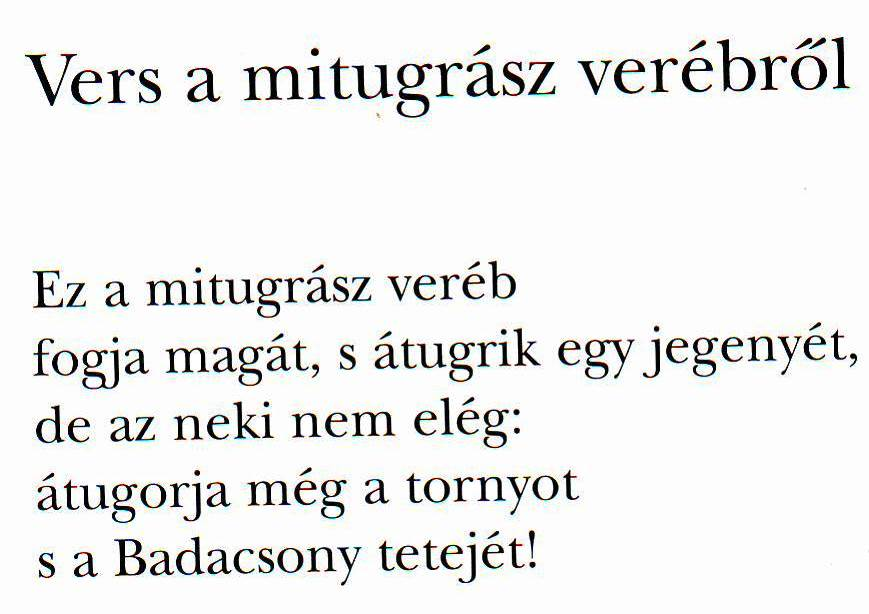 Vers a mitugrász verébről
Ez a mitugrász veréb
fogja magát, s átugrik egy jegenyét,
de az neki nem elég:
átugorja még a tornyot
s a Badacsony tetejét!